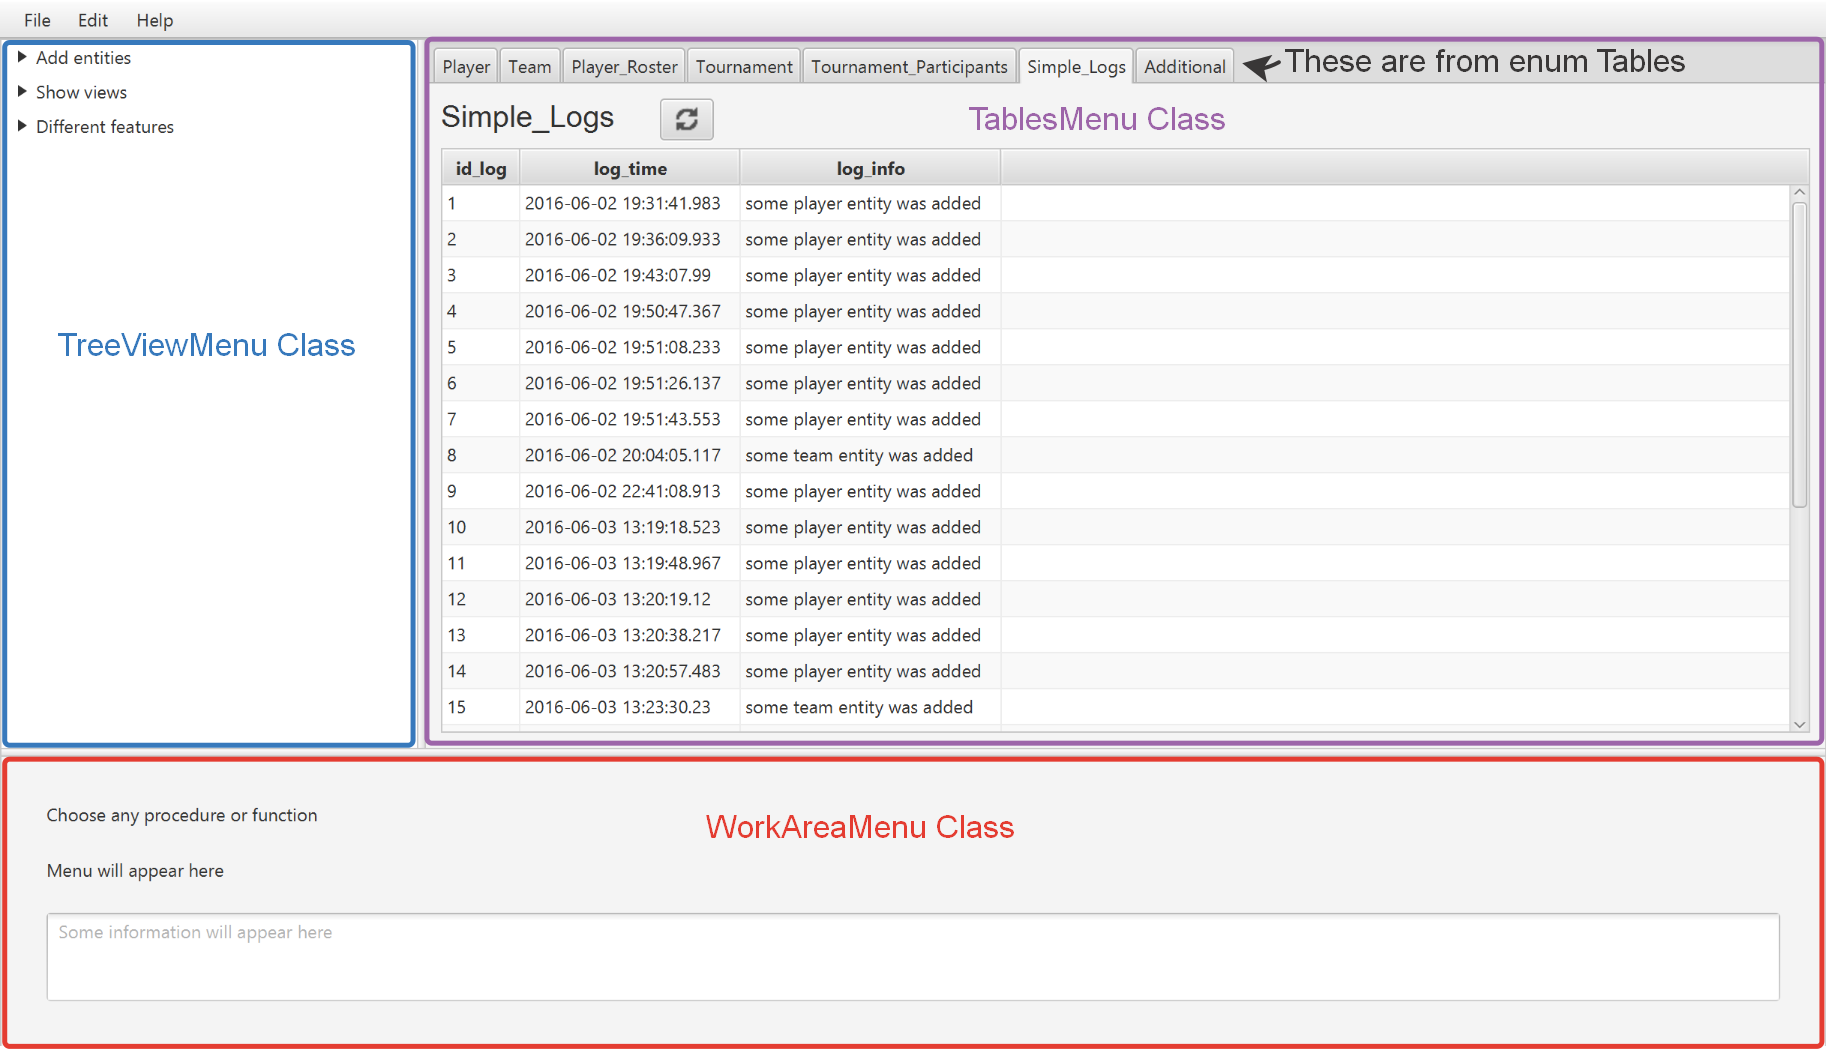 File Edit Help
Add entities
Show views
Different features
TreeViewMenu Class
Player Team Player_Roster Tournament Tournament_Participants Simple_Logs Additional These are from enum Tables
Simple_Logs TablesMenu Class
id_log log_time log_info
1 2016-06-02 19:31:41.983 some player entity was added
2 2016-06-02 19:36:09.933 some player entity was added
3 2016-06-02 19:43:07.99 some player entity was added
4 2016-06-02 19:50:47.367 some player entity was added
5 2016-06-02 19:51:08.233 some player entity was added
6 2016-06-02 19:51:26.137 some player entity was added
7 2016-06-02 19:51:43.553 some player entity was added
8 2016-06-02 20:04:05.117 some team entity was added
9 2016-06-02 22:41:08.913 some player entity was added
10 2016-06-03 13:19:18.523 some player entity was added
11 2016-06-03 13:19:48.967 some player entity was added
12 2016-06-03 13:20:19.12 some player entity was added
13 2016-06-03 13:20:38.217 some player entity was added
14 2016-06-03 13:20:57.483 some player entity was added
15 2016-06-03 13:23:30.23 some team entity was added
Choose any procedure or function
WorkAreaMenu Class
Menu will appear here
Some information will appear here